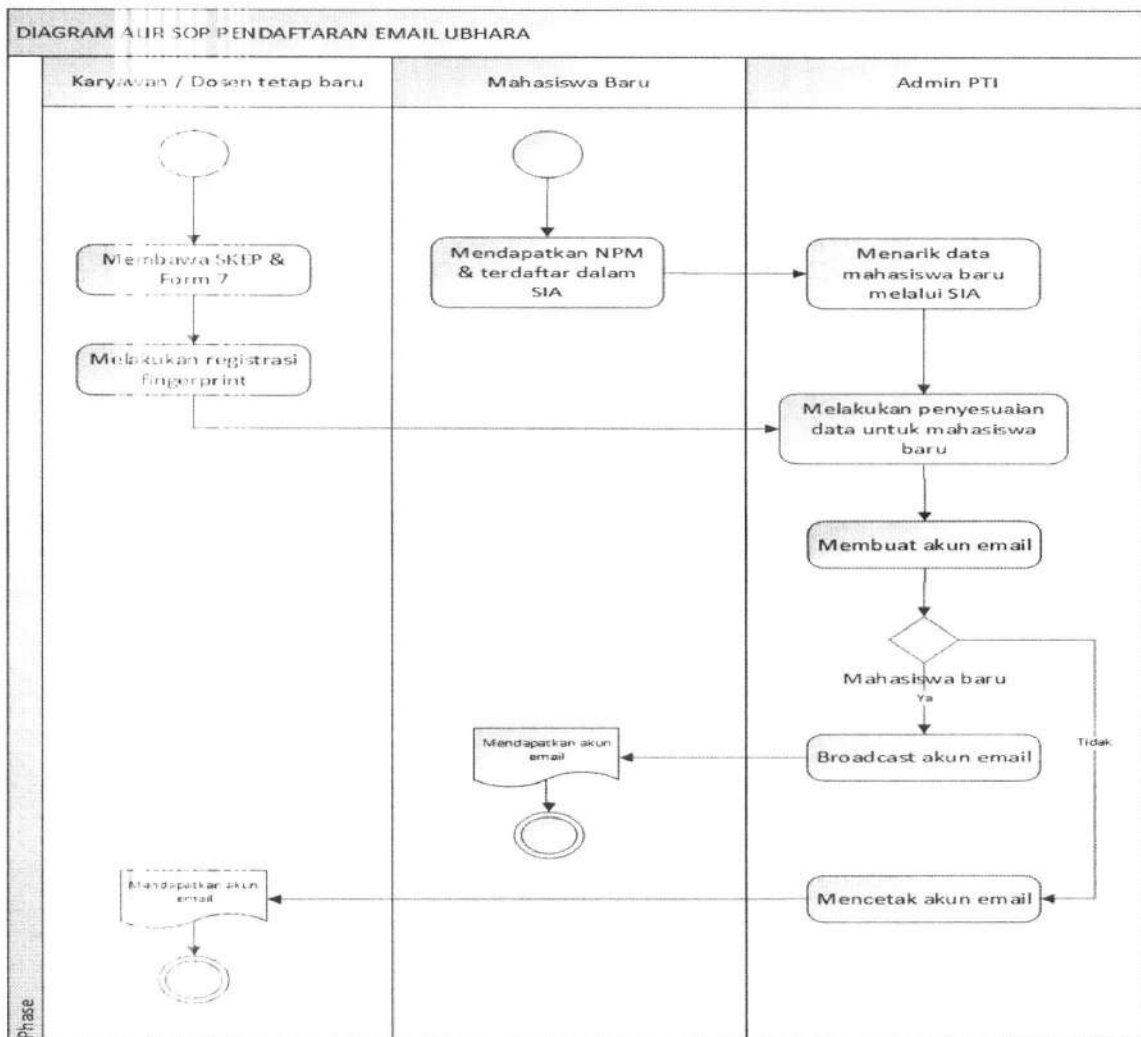 DIAGRAM ALIR SOP PENDAFTARAN EMAIL UBHARA
Karyawan / Dosen tetap baru
Mahasiswa Baru
Admin PTI
Membawa SKEP &
Form 7
Mendapatkan NPM
& terdaftar dalam
SIA
Menarik data
mahasiswa baru
melalui SIA
Melakukan registrasi
fingerprint
Melakukan penyesuaian
data untuk mahasiswa
baru
Membuat akun email
Mahasiswa baru
Ya
Tidak
Mendapatkan akun
email
Broadcast akun email
Mendapatkan akun
email
Mencetak akun email
Phase